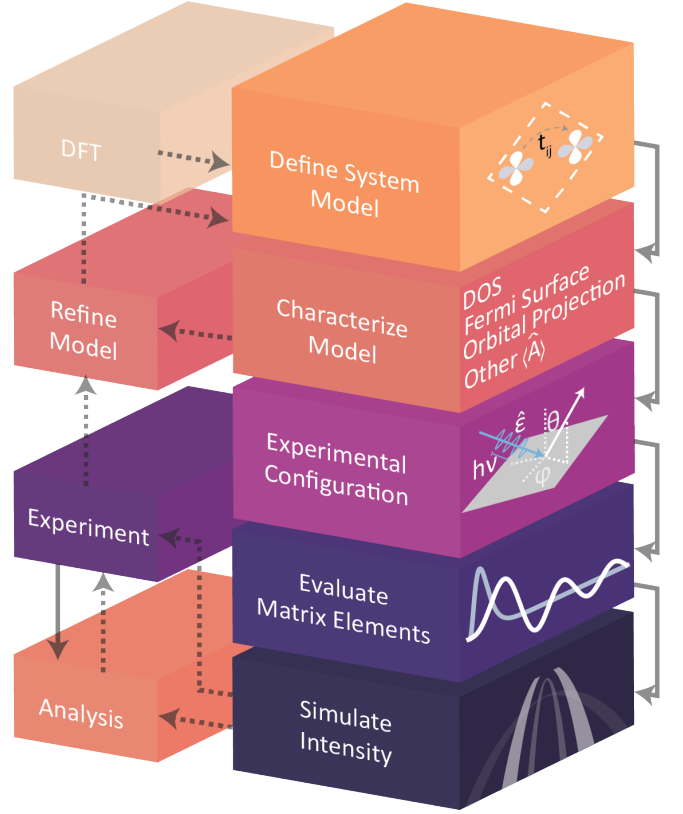 DFT
Define System
Model
t_ij
Refine
Model
Characterize
Model
DOS
Fermi Surface
Orbital Projection
Other ⟨Â⟩
Experiment
Experimental
Configuration
hν
ε̂
θ
φ
Evaluate
Matrix Elements
Analysis
Simulate
Intensity